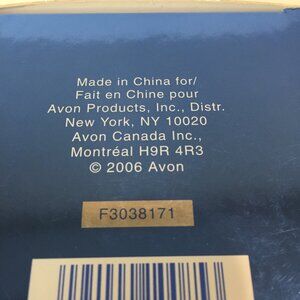 Made in China for/
Fait en Chine pour
Avon Products, Inc., Distr.
New York, NY 10020
Avon Canada Inc.,
Montréal H9R 4R3
© 2006 Avon
F3038171